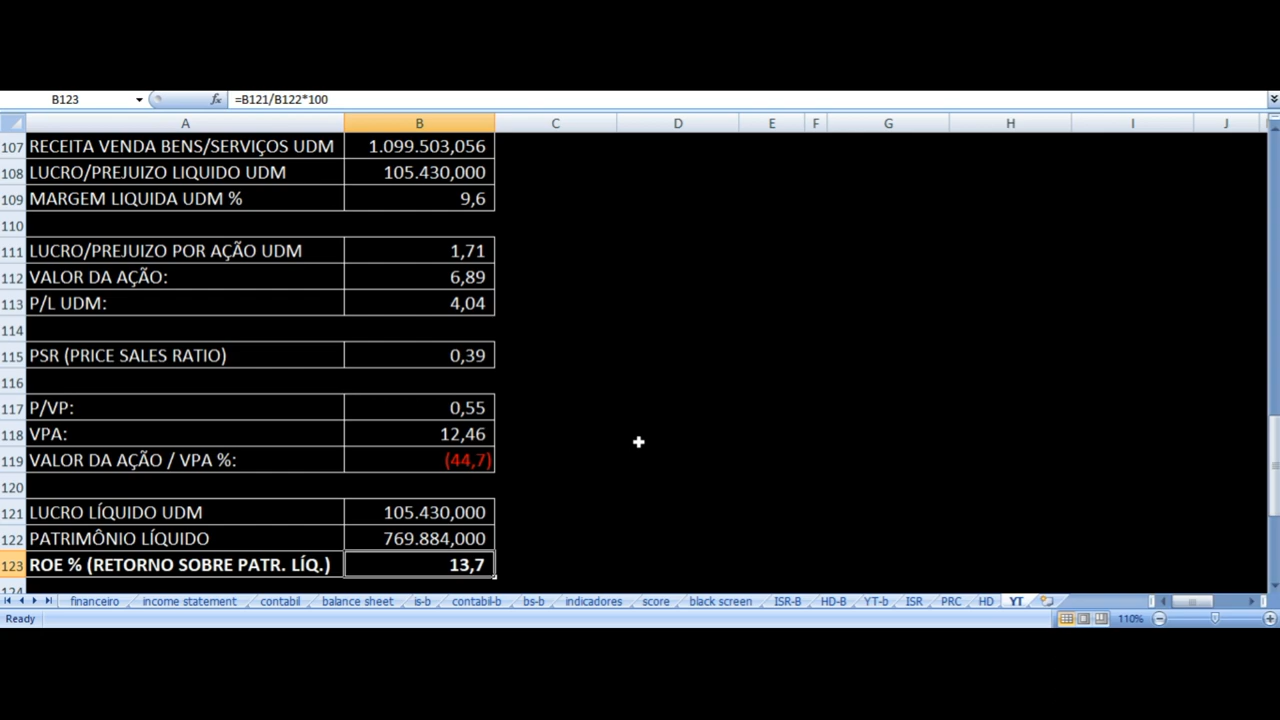 B123 fx =B121/B122*100
A B C D E F G H I J
107 RECEITA VENDA BENS/SERVIÇOS UDM 1.099.503,056
108 LUCRO/PREJUIZO LIQUIDO UDM 105.430,000
109 MARGEM LIQUIDA UDM % 9,6
110
111 LUCRO/PREJUIZO POR AÇÃO UDM 1,71
112 VALOR DA AÇÃO: 6,89
113 P/L UDM: 4,04
114
115 PSR (PRICE SALES RATIO) 0,39
116
117 P/VP: 0,55
118 VPA: 12,46
119 VALOR DA AÇÃO / VPA %: (44,7)
120
121 LUCRO LÍQUIDO UDM 105.430,000
122 PATRIMÔNIO LÍQUIDO 769.884,000
123 ROE % (RETORNO SOBRE PATR. LÍQ.) 13,7
124
financeiro income statement contabil balance sheet is-b contabil-b bs-b indicadores score black screen ISR-B HD-B YT-b ISR PRC HD YT
Ready 110%